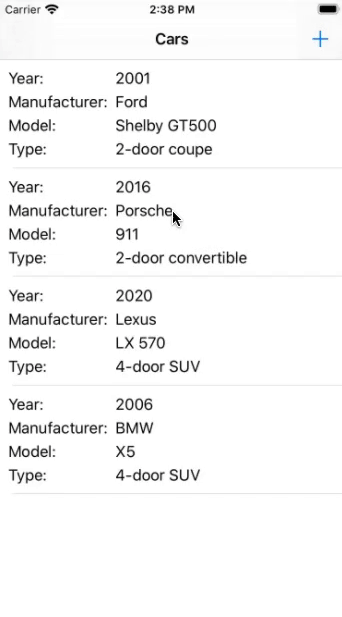 Carrier 2:38 PM
Cars +
Year: 2001
Manufacturer: Ford
Model: Shelby GT500
Type: 2-door coupe
Year: 2016
Manufacturer: Porsche
Model: 911
Type: 2-door convertible
Year: 2020
Manufacturer: Lexus
Model: LX 570
Type: 4-door SUV
Year: 2006
Manufacturer: BMW
Model: X5
Type: 4-door SUV